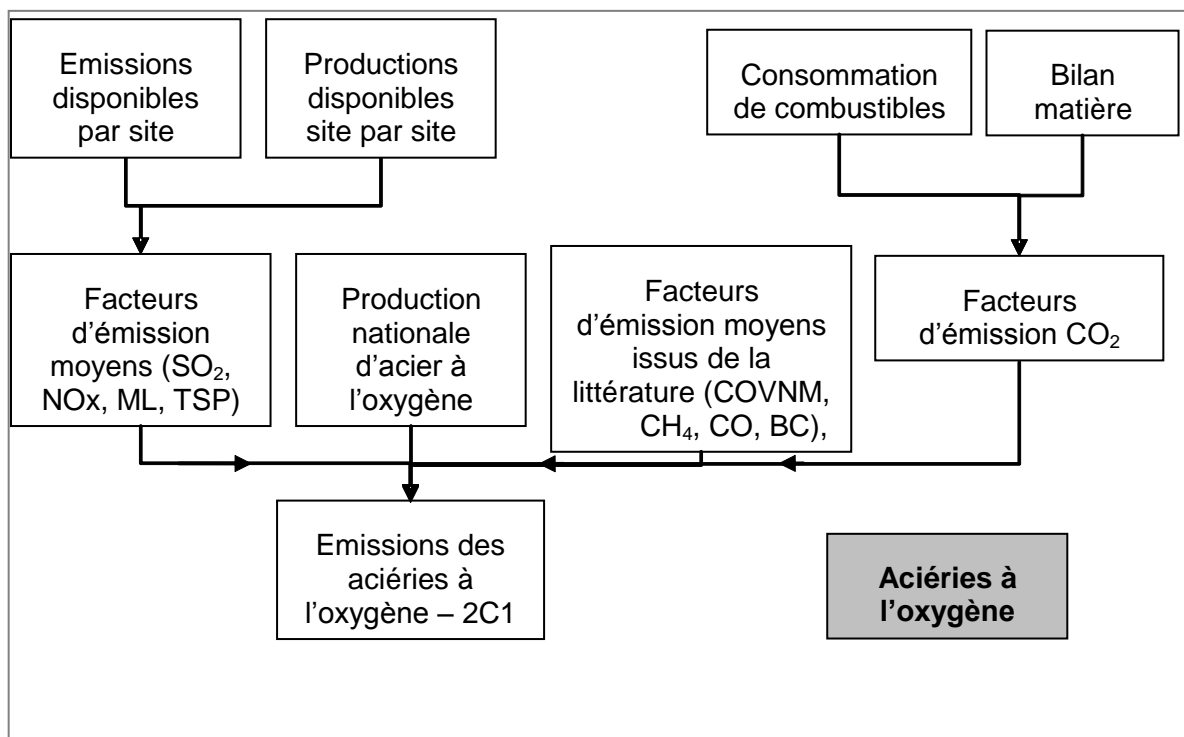 Emissions
disponibles
par site
Productions
disponibles
site par site
Consommation
de combustibles
Bilan
matière
Facteurs
d'émission
moyens (SO₂,
NOx, ML, TSP)
Production
nationale
d'acier à
l'oxygène
Facteurs
d'émission moyens
issus de la
littérature (COVNM,
CH₄, CO, BC),
Facteurs
d'émission CO₂
Emissions des
aciéries à
l'oxygène – 2C1
Aciéries à
l'oxygène